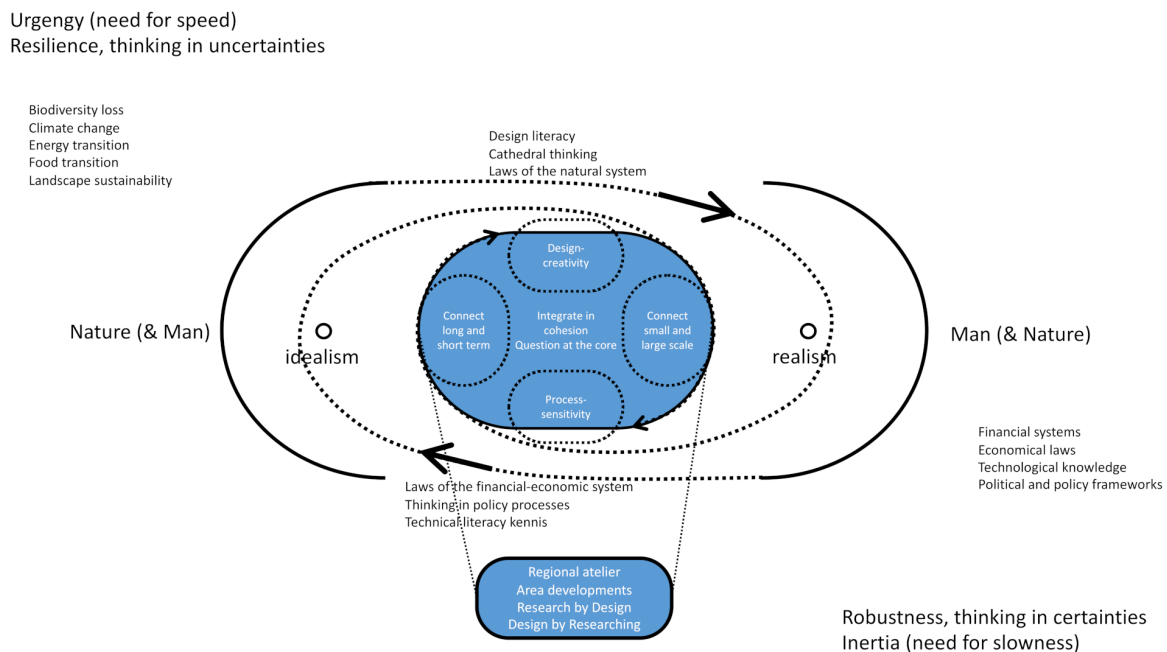 Urgengy (need for speed)
Resilience, thinking in uncertainties
Biodiversity loss
Climate change
Energy transition
Food transition
Landscape sustainability
Design literacy
Cathedral thinking
Laws of the natural system
Design-
creativity
Nature (& Man)
idealism
Connect
long and
short term
Integrate in
cohesion
Question at the core
Connect
small and
large scale
realism
Man (& Nature)
Process-
sensitivity
Financial systems
Economical laws
Technological knowledge
Political and policy frameworks
Laws of the financial-economic system
Thinking in policy processes
Technical literacy kennis
Regional atelier
Area developments
Research by Design
Design by Researching
Robustness, thinking in certainties
Inertia (need for slowness)